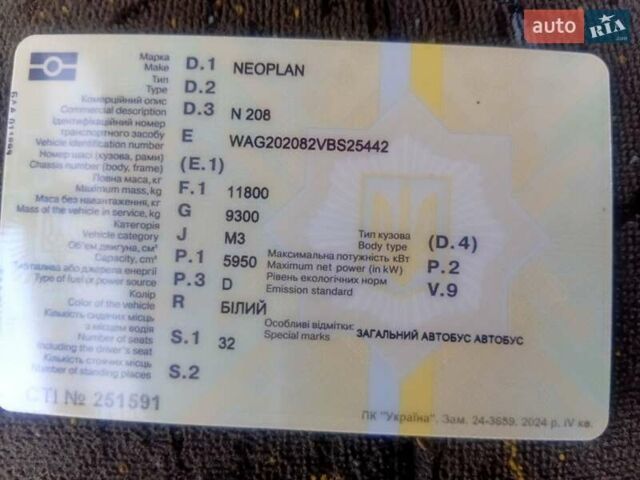 auto RIA .com
Марка D.1 NEOPLAN
Make
Тип D.2
Type
Комерційний опис D.3 N 208
Commercial description
Ідентифікаційний номер
транспортного засобу E WAG202082VBS25442
Vehicle identification number
Номер шасі (кузова, рами) (E.1)
Chassis number (body, frame)
Повна маса, кг F.1 11800
Maximum mass, kg
Маса без навантаження, кг G 9300
Mass of the vehicle in service, kg
Категорія J M3
Vehicle category
Тип кузова (D.4)
Body type
Об'єм двигуна, см³ P.1 5950
Capacity, cm³
Максимальна потужність кВт P.2
Maximum net power (in kW)
Тип палива або джерела енергії P.3 D
Type of fuel or power source
Рівень екологічних норм V.9
Emission standard
Колір R БІЛИЙ
Color of the vehicle
Кількість сидячих місць
з місцем водія S.1 32
Number of seats
including the driver's seat
Особливі відмітки: ЗАГАЛЬНИЙ АВТОБУС АВТОБУС
Special marks
Кількість стоячих місць S.2
Number of standing places
СТІ № 251591
ПК "Україна". Зам. 24-3659. 2024 р. IV кв.